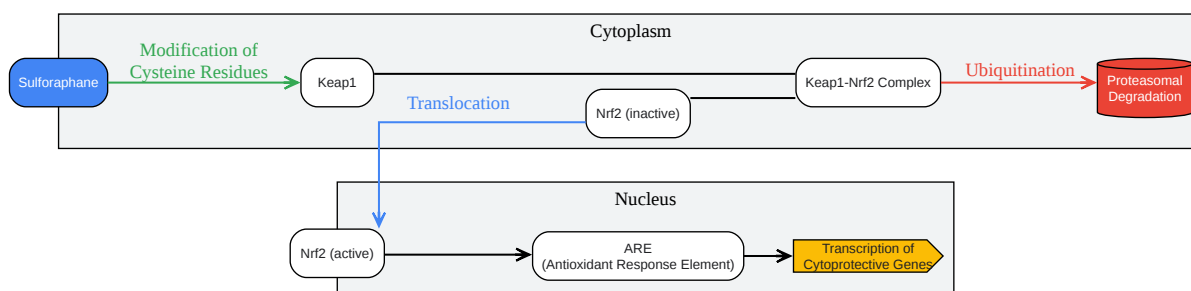 Cytoplasm
Modification of
Cysteine Residues
Sulforaphane
Keap1
Translocation
Nrf2 (inactive)
Keap1-Nrf2 Complex
Ubiquitination
Proteasomal
Degradation
Nucleus
Nrf2 (active)
ARE
(Antioxidant Response Element)
Transcription of
Cytoprotective Genes